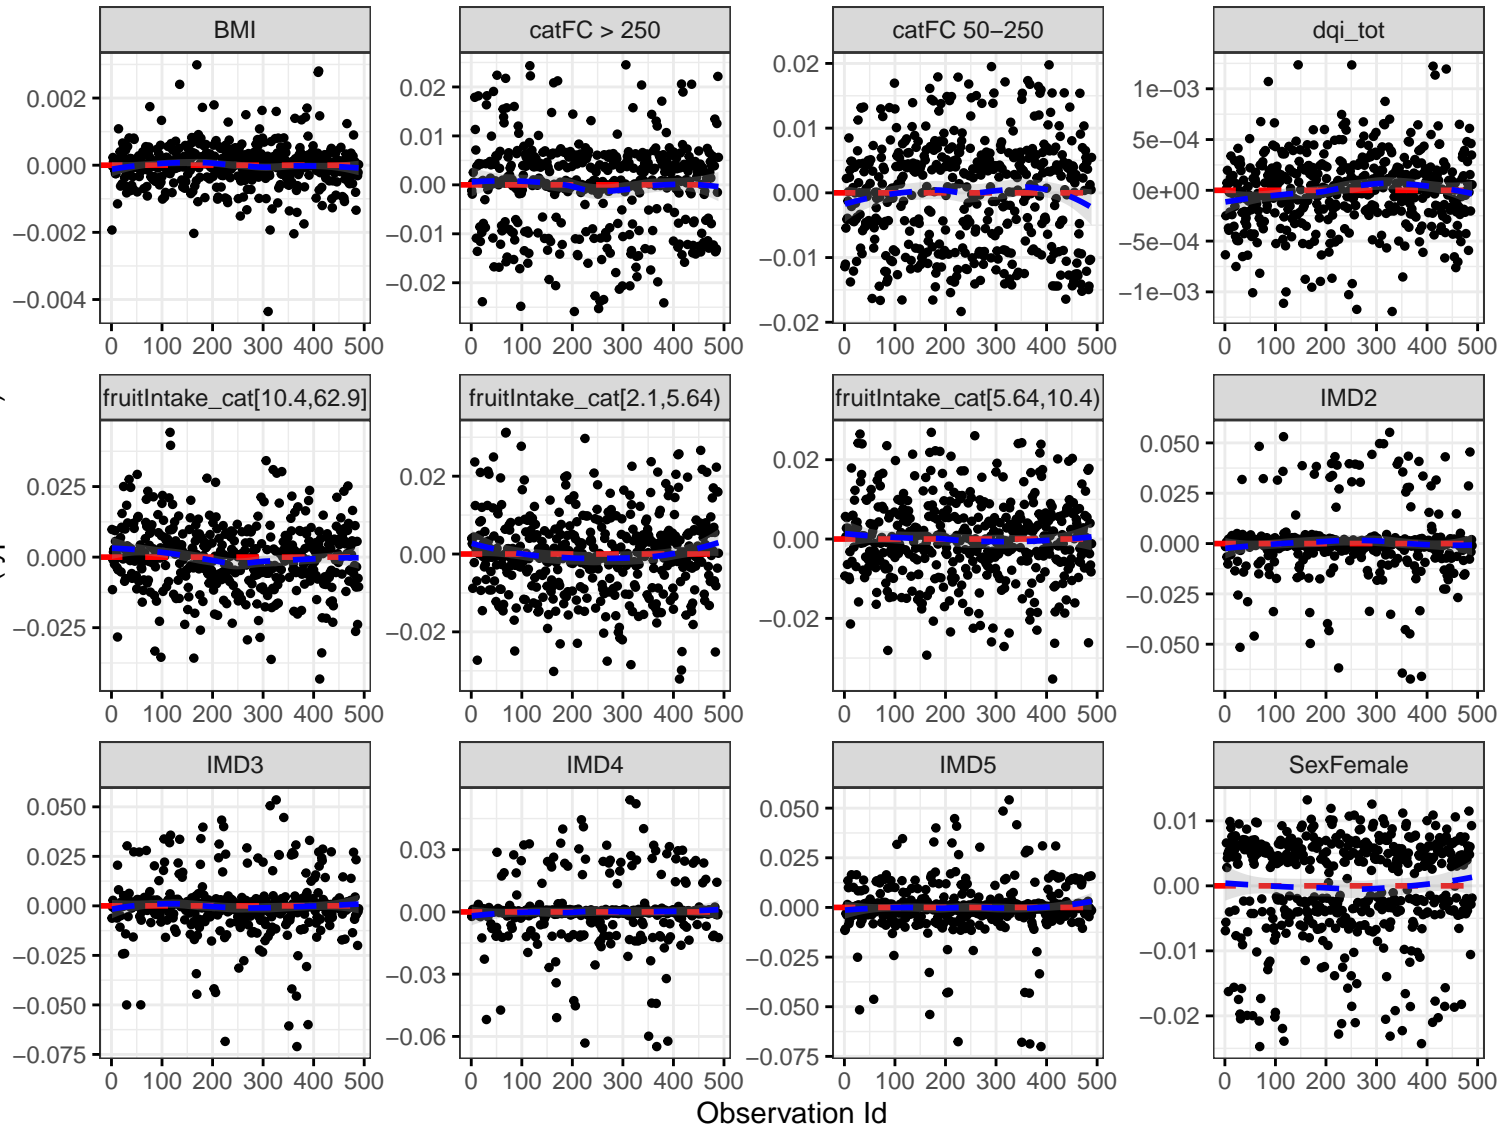 BMI catFC > 250 catFC 50−250 dqi_tot
0.002 0.02 0.02 1e−03
0.01 0.01 5e−04
0.000 0.00 0.00 0e+00
−0.002 −0.01 −0.01 −5e−04
−0.004 −0.02 −0.02 −1e−03
0 100 200 300 400 500 0 100 200 300 400 500 0 100 200 300 400 500 0 100 200 300 400 500
fruitIntake_cat[10.4,62.9] fruitIntake_cat[2.1,5.64) fruitIntake_cat[5.64,10.4) IMD2
0.025 0.02 0.02 0.050
0.025
0.000 0.00 0.00 0.000
−0.025 −0.02 −0.02 −0.025
−0.050
0 100 200 300 400 500 0 100 200 300 400 500 0 100 200 300 400 500 0 100 200 300 400 500
IMD3 IMD4 IMD5 SexFemale
0.050 0.03 0.050 0.01
0.025 0.025
0.000 0.00 0.000 0.00
−0.025 −0.03 −0.025 −0.01
−0.050 −0.050
−0.075 −0.06 −0.075 −0.02
0 100 200 300 400 500 0 100 200 300 400 500 0 100 200 300 400 500 0 100 200 300 400 500
Observation Id